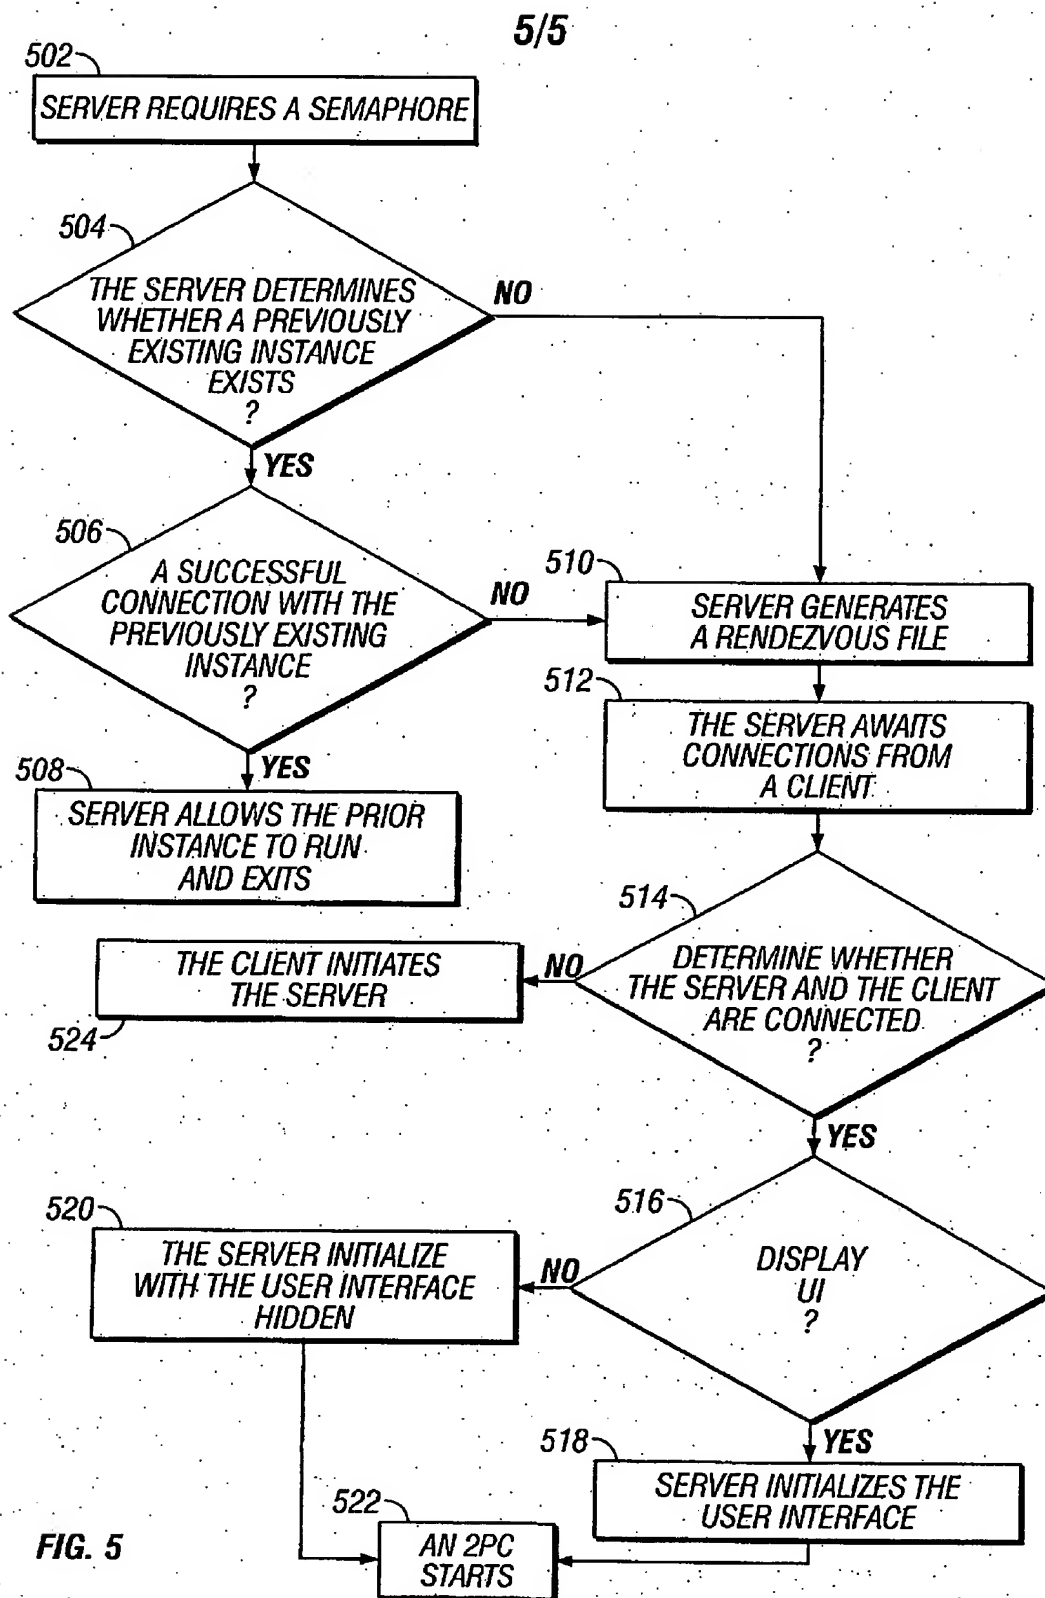 5/5
502
SERVER REQUIRES A SEMAPHORE
504
THE SERVER DETERMINES
WHETHER A PREVIOUSLY
EXISTING INSTANCE
EXISTS
?
NO
YES
506
A SUCCESSFUL
CONNECTION WITH THE
PREVIOUSLY EXISTING
INSTANCE
?
NO
YES
508
SERVER ALLOWS THE PRIOR
INSTANCE TO RUN
AND EXITS
510
SERVER GENERATES
A RENDEZVOUS FILE
512
THE SERVER AWAITS
CONNECTIONS FROM
A CLIENT
514
DETERMINE WHETHER
THE SERVER AND THE CLIENT
ARE CONNECTED
?
NO
THE CLIENT INITIATES
THE SERVER
524
YES
516
DISPLAY
UI
?
NO
520
THE SERVER INITIALIZE
WITH THE USER INTERFACE
HIDDEN
YES
518
SERVER INITIALIZES THE
USER INTERFACE
522
AN 2PC
STARTS
FIG. 5